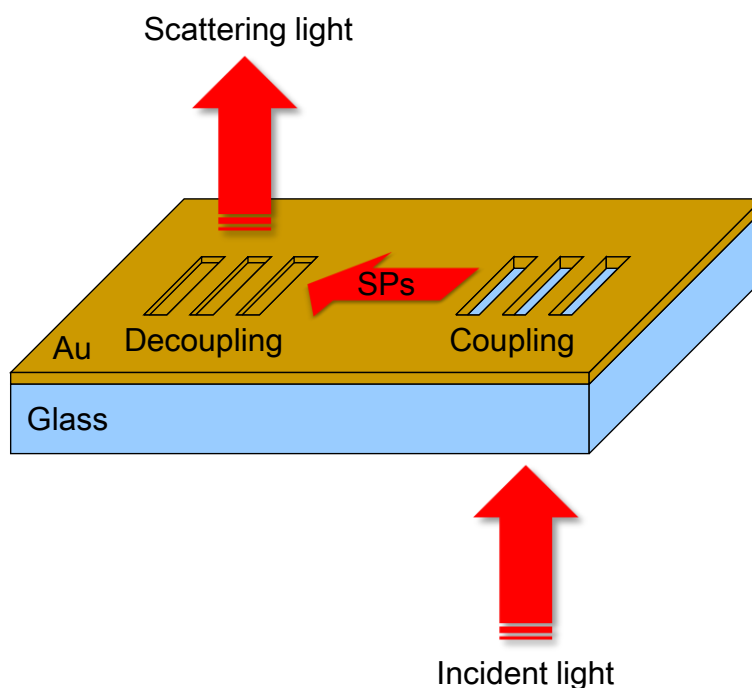 Scattering light
SPs
Decoupling
Coupling
Au
Glass
Incident light